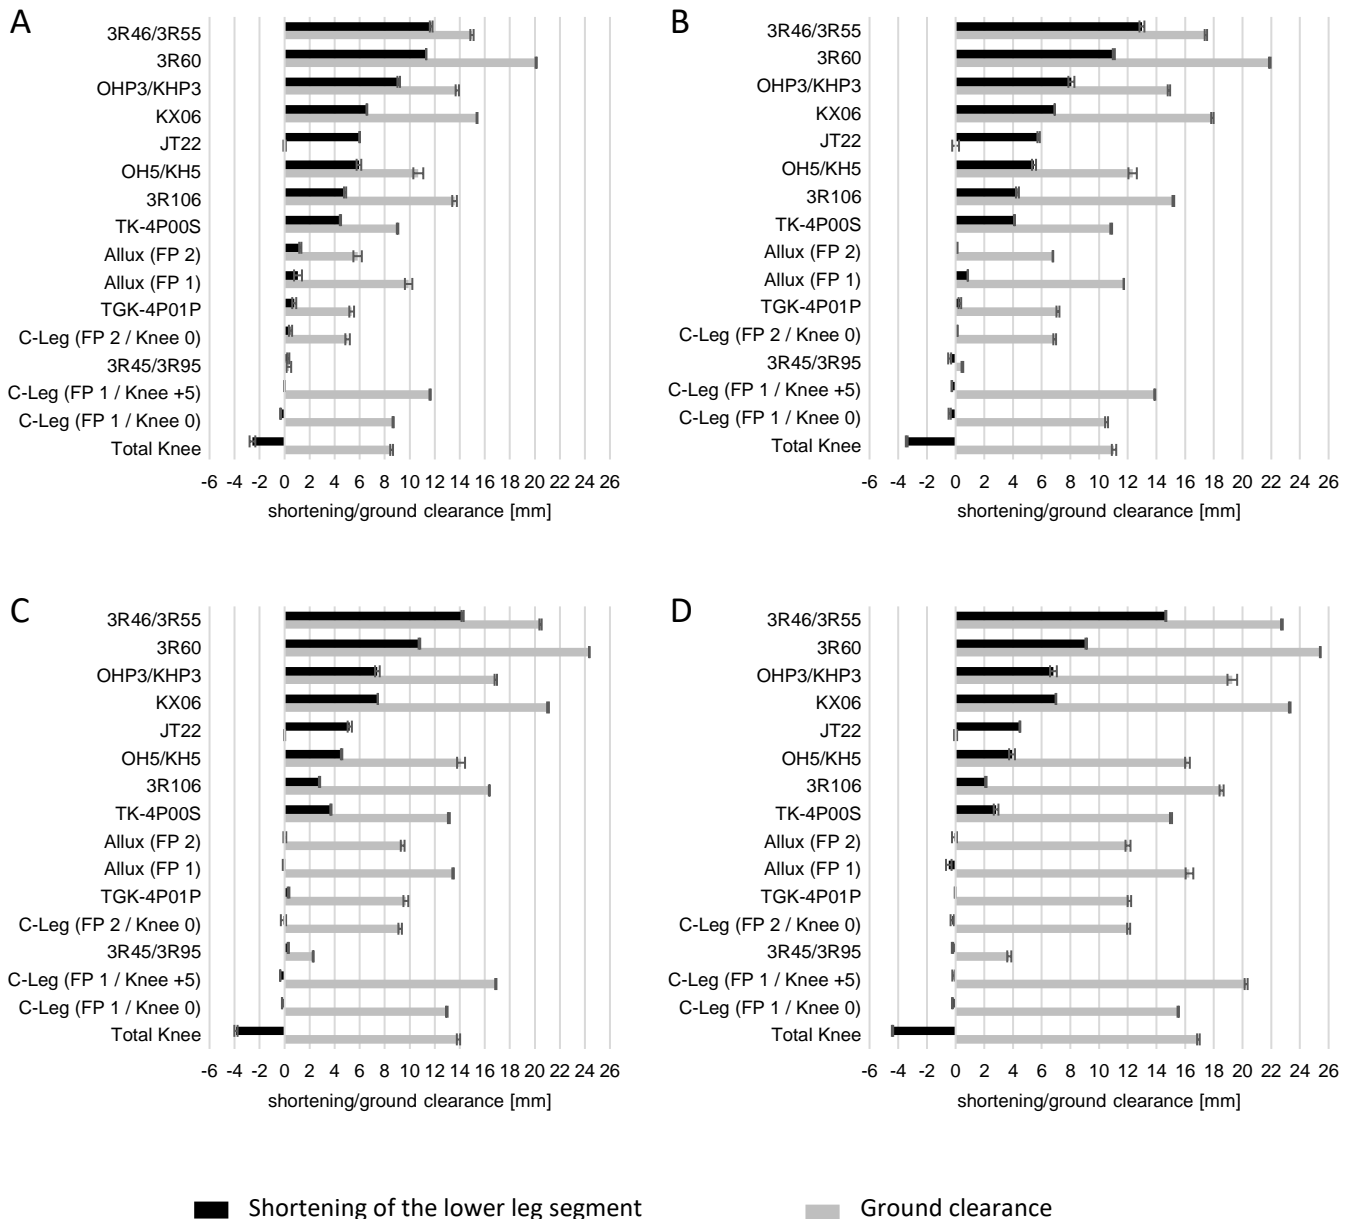 A
3R46/3R55
3R60
OHP3/KHP3
KX06
JT22
OH5/KH5
3R106
TK-4P00S
Allux (FP 2)
Allux (FP 1)
TGK-4P01P
C-Leg (FP 2 / Knee 0)
3R45/3R95
C-Leg (FP 1 / Knee +5)
C-Leg (FP 1 / Knee 0)
Total Knee
-6 -4 -2 0 2 4 6 8 10 12 14 16 18 20 22 24 26
shortening/ground clearance [mm]
B
3R46/3R55
3R60
OHP3/KHP3
KX06
JT22
OH5/KH5
3R106
TK-4P00S
Allux (FP 2)
Allux (FP 1)
TGK-4P01P
C-Leg (FP 2 / Knee 0)
3R45/3R95
C-Leg (FP 1 / Knee +5)
C-Leg (FP 1 / Knee 0)
Total Knee
-6 -4 -2 0 2 4 6 8 10 12 14 16 18 20 22 24 26
shortening/ground clearance [mm]
C
3R46/3R55
3R60
OHP3/KHP3
KX06
JT22
OH5/KH5
3R106
TK-4P00S
Allux (FP 2)
Allux (FP 1)
TGK-4P01P
C-Leg (FP 2 / Knee 0)
3R45/3R95
C-Leg (FP 1 / Knee +5)
C-Leg (FP 1 / Knee 0)
Total Knee
-6 -4 -2 0 2 4 6 8 10 12 14 16 18 20 22 24 26
shortening/ground clearance [mm]
D
3R46/3R55
3R60
OHP3/KHP3
KX06
JT22
OH5/KH5
3R106
TK-4P00S
Allux (FP 2)
Allux (FP 1)
TGK-4P01P
C-Leg (FP 2 / Knee 0)
3R45/3R95
C-Leg (FP 1 / Knee +5)
C-Leg (FP 1 / Knee 0)
Total Knee
-6 -4 -2 0 2 4 6 8 10 12 14 16 18 20 22 24 26
shortening/ground clearance [mm]
Shortening of the lower leg segment
Ground clearance